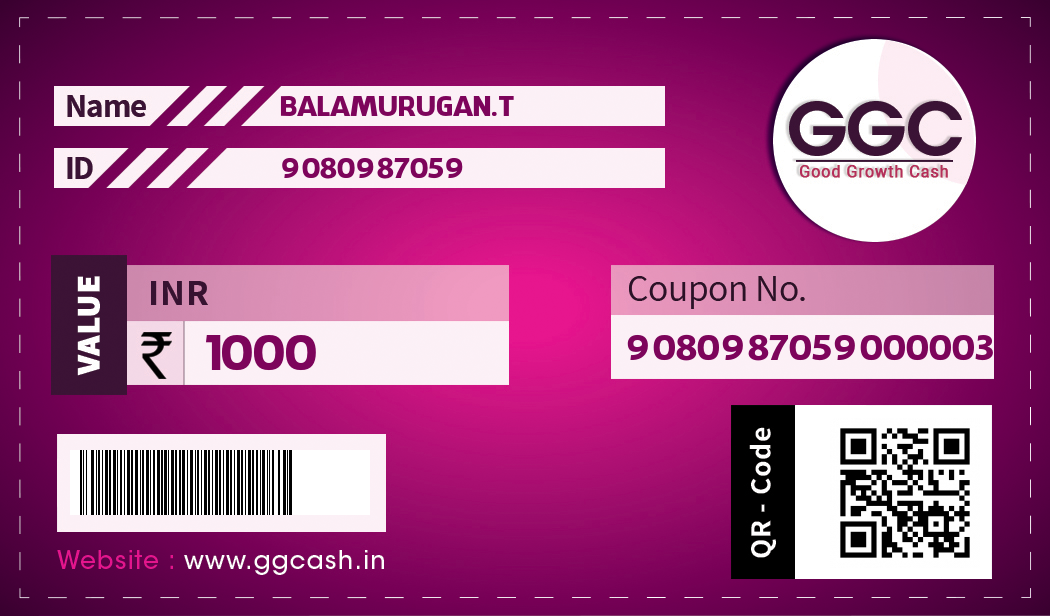 Name BALAMURUGAN.T
ID 9080987059
GGC
Good Growth Cash
VALUE
INR
₹ 1000
Coupon No.
9080987059000003
QR - Code
Website : www.ggcash.in